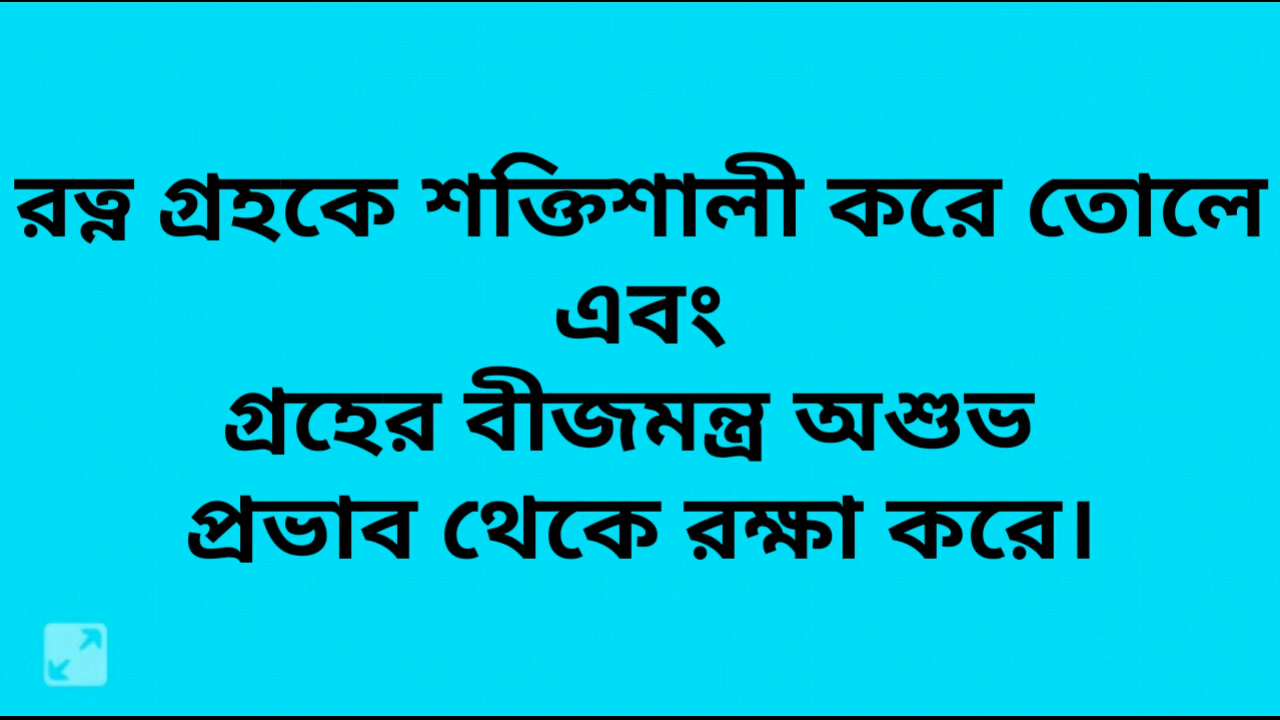 রত্ন গ্রহকে শক্তিশালী করে তোলে
এবং
গ্রহের বীজমন্ত্র অশুভ
প্রভাব থেকে রক্ষা করে।